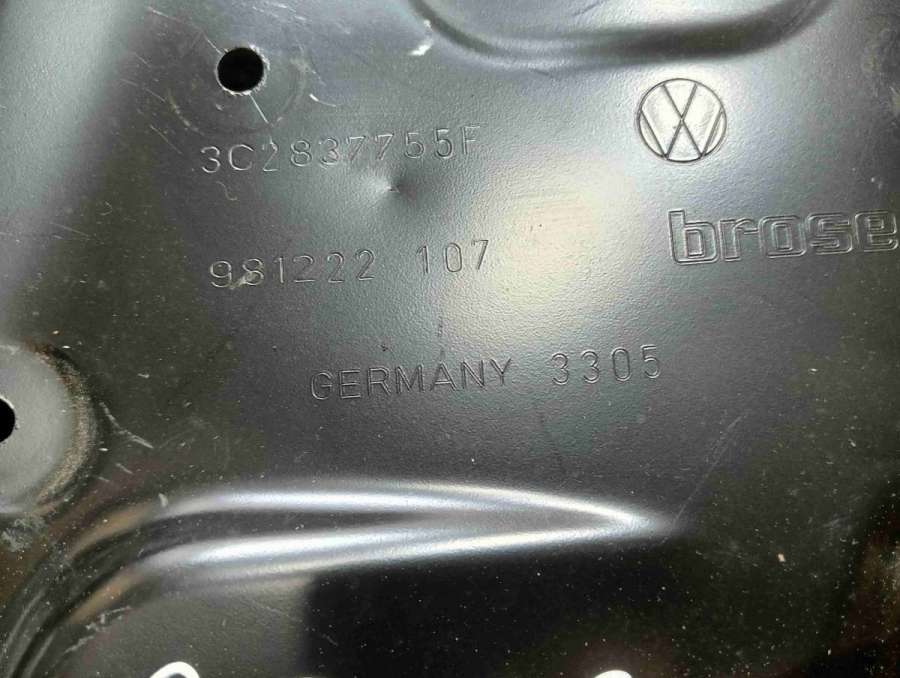 3C2837755F
brose
981222 107
GERMANY 3305